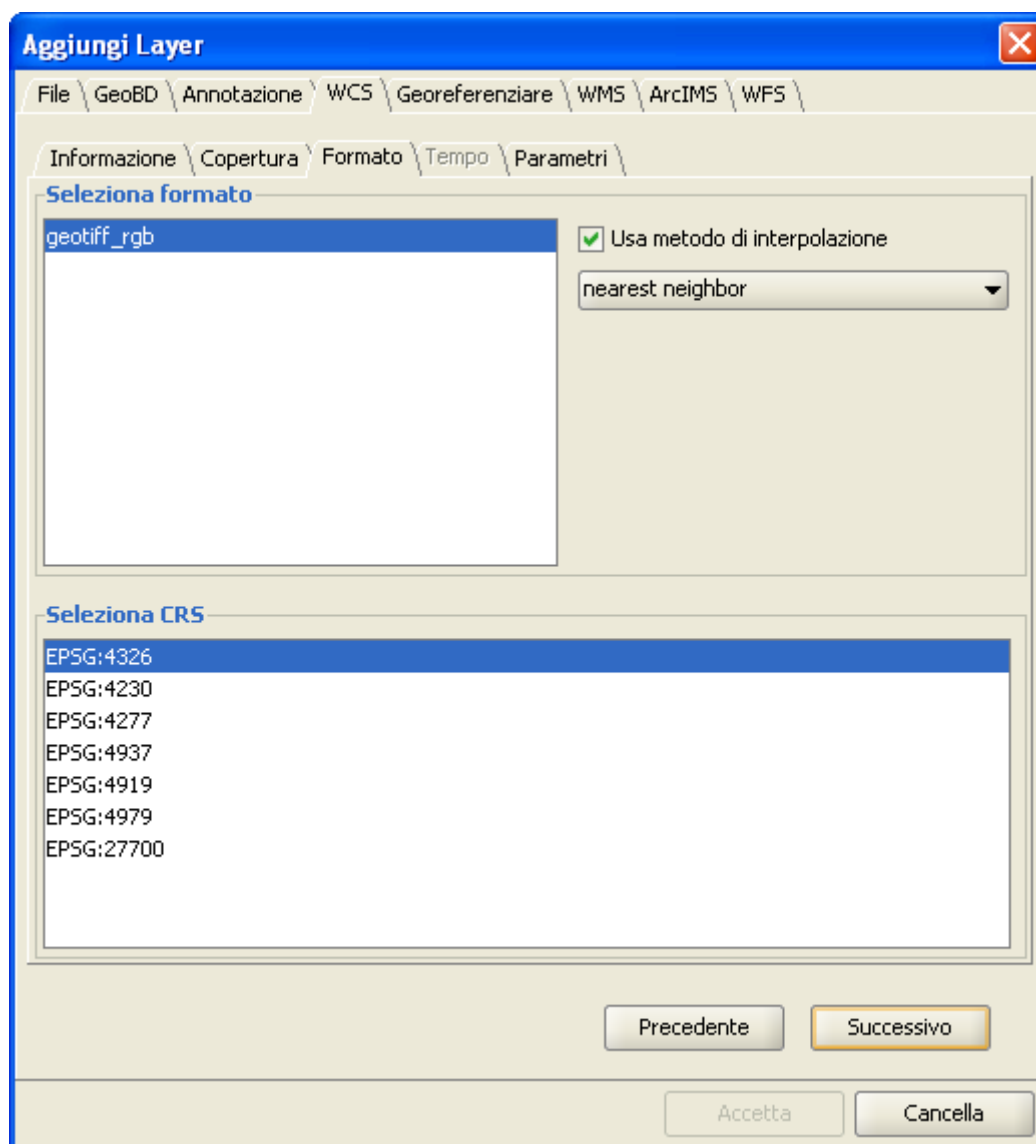 Aggiungi Layer
File GeoBD Annotazione WCS Georeferenziare WMS ArcIMS WFS
Informazione Copertura Formato Tempo Parametri
Seleziona formato
geotiff_rgb
Usa metodo di interpolazione
nearest neighbor
Seleziona CRS
EPSG:4326
EPSG:4230
EPSG:4277
EPSG:4937
EPSG:4919
EPSG:4979
EPSG:27700
Precedente Successivo
Accetta Cancella